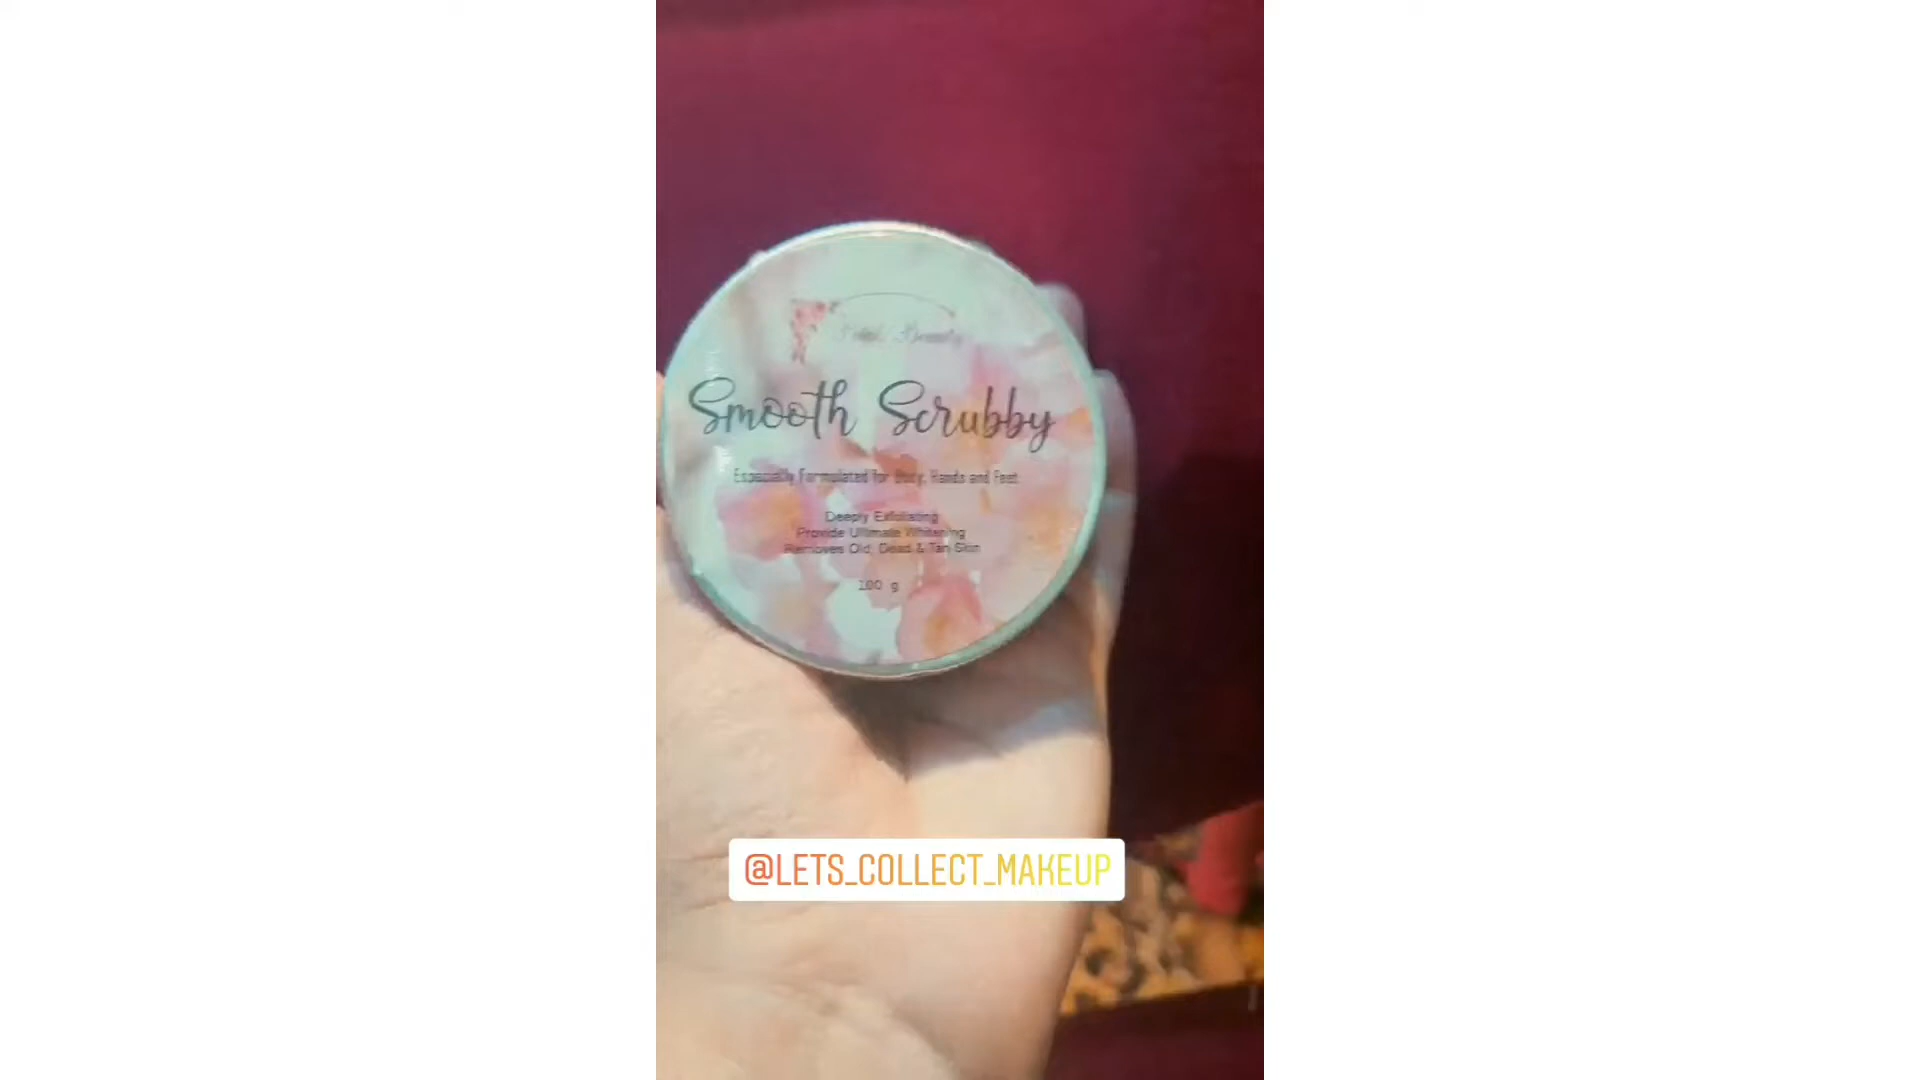 Beauty
Smooth Scrubby
Especially Formulated for Body, Hands and Feet
Deeply Exfoliating
Provide Ultimate Whitening
Removes Old, Dead & Tan Skin
100 g
@LETS_COLLECT_MAKEUP